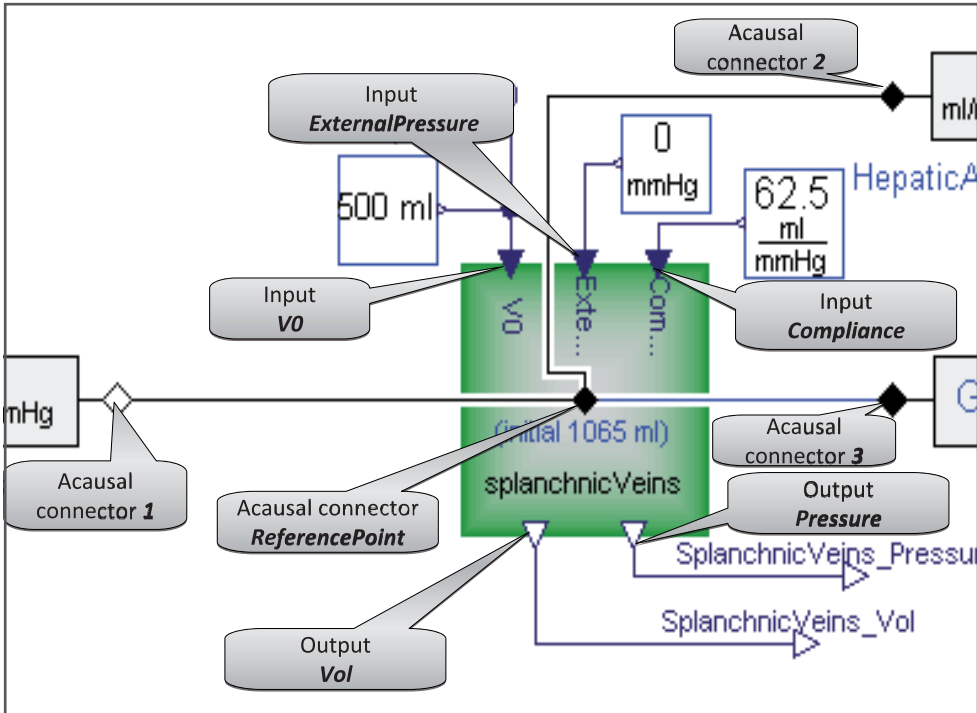 Acausal
connector 2
ml/
Input
ExternalPressure
0
mmHg
HepaticA
500 ml
62.5
ml
mmHg
Input
V0
V0
Exte...
Com...
Input
Compliance
mHg
G
(initial 1065 ml)
Acausal
connector 3
Acausal
connector 1
splanchnicVeins
Acausal connector
ReferencePoint
Output
Pressure
SplanchnicVeins_Pressur
SplanchnicVeins_Vol
Output
Vol